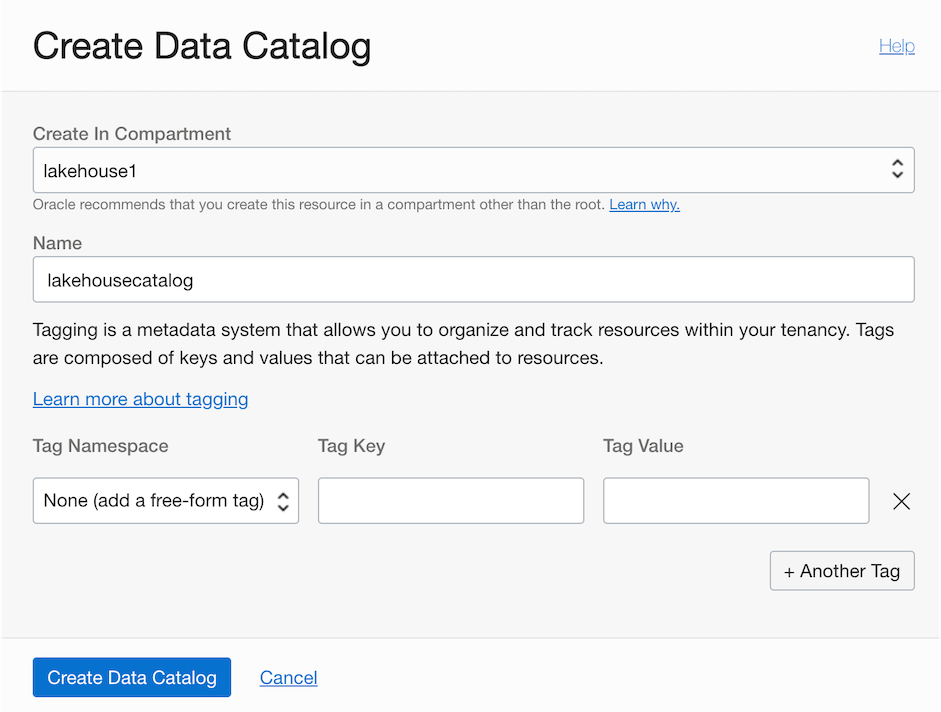 Create Data Catalog
Help
Create In Compartment
lakehouse1
Oracle recommends that you create this resource in a compartment other than the root. Learn why.
Name
lakehousecatalog
Tagging is a metadata system that allows you to organize and track resources within your tenancy. Tags
are composed of keys and values that can be attached to resources.
Learn more about tagging
Tag Namespace
Tag Key
Tag Value
None (add a free-form tag)
+ Another Tag
Create Data Catalog
Cancel